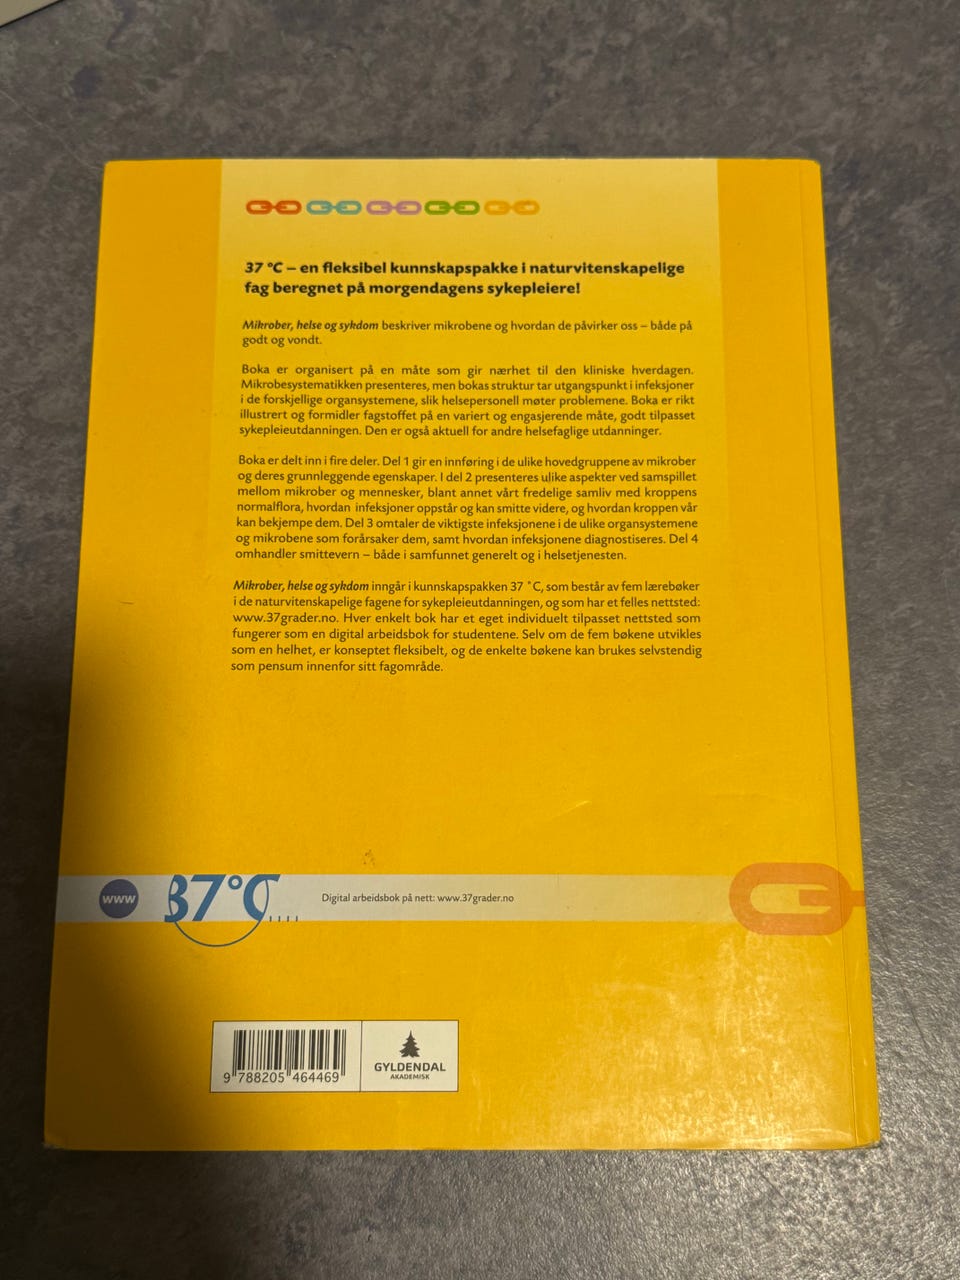 37 °C – en fleksibel kunnskapspakke i naturvitenskapelige
fag beregnet på morgendagens sykepleiere!
Mikrober, helse og sykdom beskriver mikrobene og hvordan de påvirker oss – både på
godt og vondt.
Boka er organisert på en måte som gir nærhet til den kliniske hverdagen.
Mikrobesystematikken presenteres, men bokas struktur tar utgangspunkt i infeksjoner
i de forskjellige organsystemene, slik helsepersonell møter problemene. Boka er rikt
illustrert og formidler fagstoffet på en variert og engasjerende måte, godt tilpasset
sykepleieutdanningen. Den er også aktuell for andre helsefaglige utdanninger.
Boka er delt inn i fire deler. Del 1 gir en innføring i de ulike hovedgruppene av mikrober
og deres grunnleggende egenskaper. I del 2 presenteres ulike aspekter ved samspillet
mellom mikrober og mennesker, blant annet vårt fredelige samliv med kroppens
normalflora, hvordan infeksjoner oppstår og kan smitte videre, og hvordan kroppen vår
kan bekjempe dem. Del 3 omtaler de viktigste infeksjonene i de ulike organsystemene
og mikrobene som forårsaker dem, samt hvordan infeksjonene diagnostiseres. Del 4
omhandler smittevern – både i samfunnet generelt og i helsetjenesten.
Mikrober, helse og sykdom inngår i kunnskapspakken 37 °C, som består av fem lærebøker
i de naturvitenskapelige fagene for sykepleieutdanningen, og som har et felles nettsted:
www.37grader.no. Hver enkelt bok har et eget individuelt tilpasset nettsted som
fungerer som en digital arbeidsbok for studentene. Selv om de fem bøkene utvikles
som en helhet, er konseptet fleksibelt, og de enkelte bøkene kan brukes selvstendig
som pensum innenfor sitt fagområde.
www 37°C Digital arbeidsbok på nett: www.37grader.no
GYLDENDAL
AKADEMISK
9 788205 464469